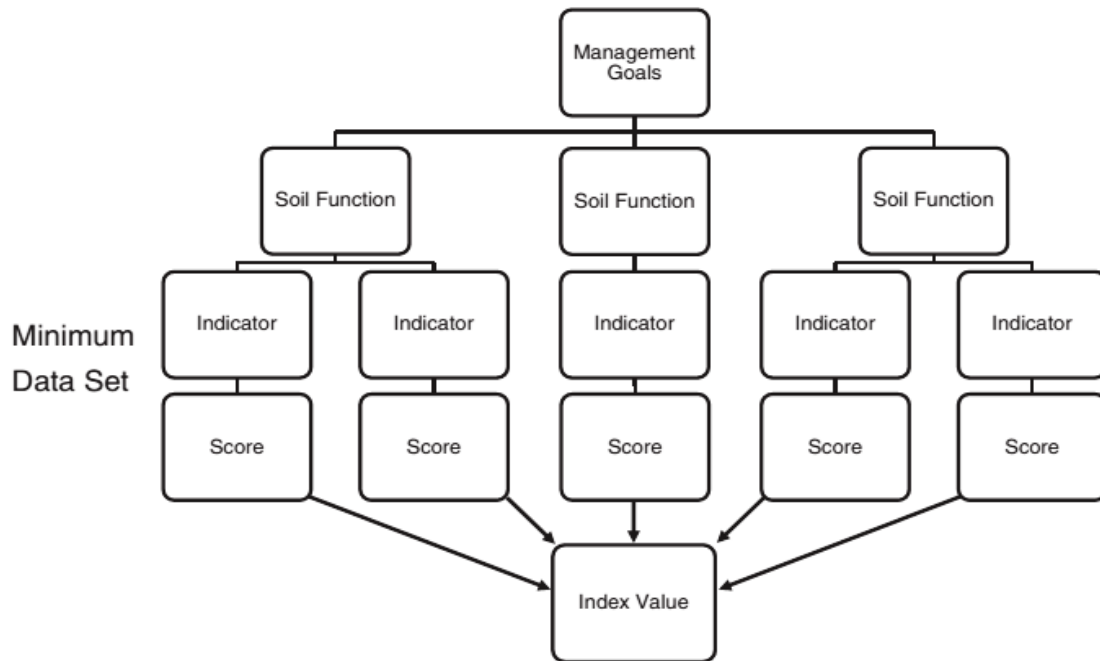 Management
Goals
Soil Function
Soil Function
Soil Function
Minimum
Data Set
Indicator
Indicator
Indicator
Indicator
Indicator
Score
Score
Score
Score
Score
Index Value